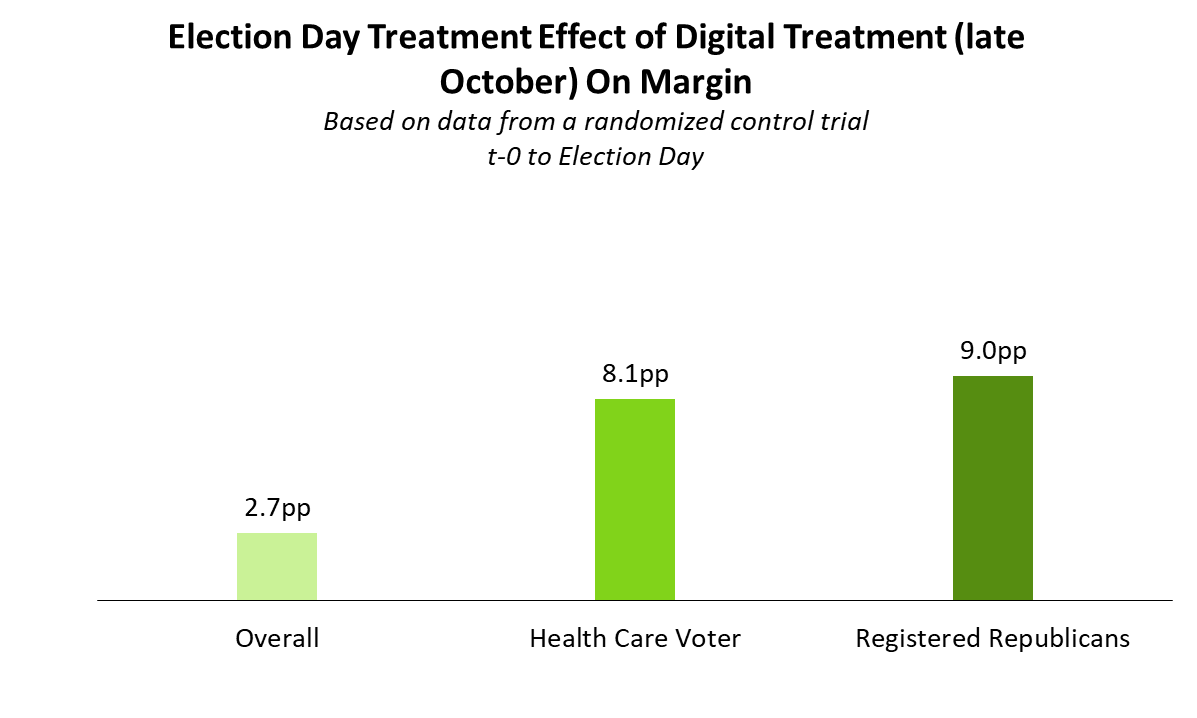 Election Day Treatment Effect of Digital Treatment (late
October) On Margin
Based on data from a randomized control trial
t-0 to Election Day
9.0pp
8.1pp
2.7pp
Overall
Health Care Voter
Registered Republicans